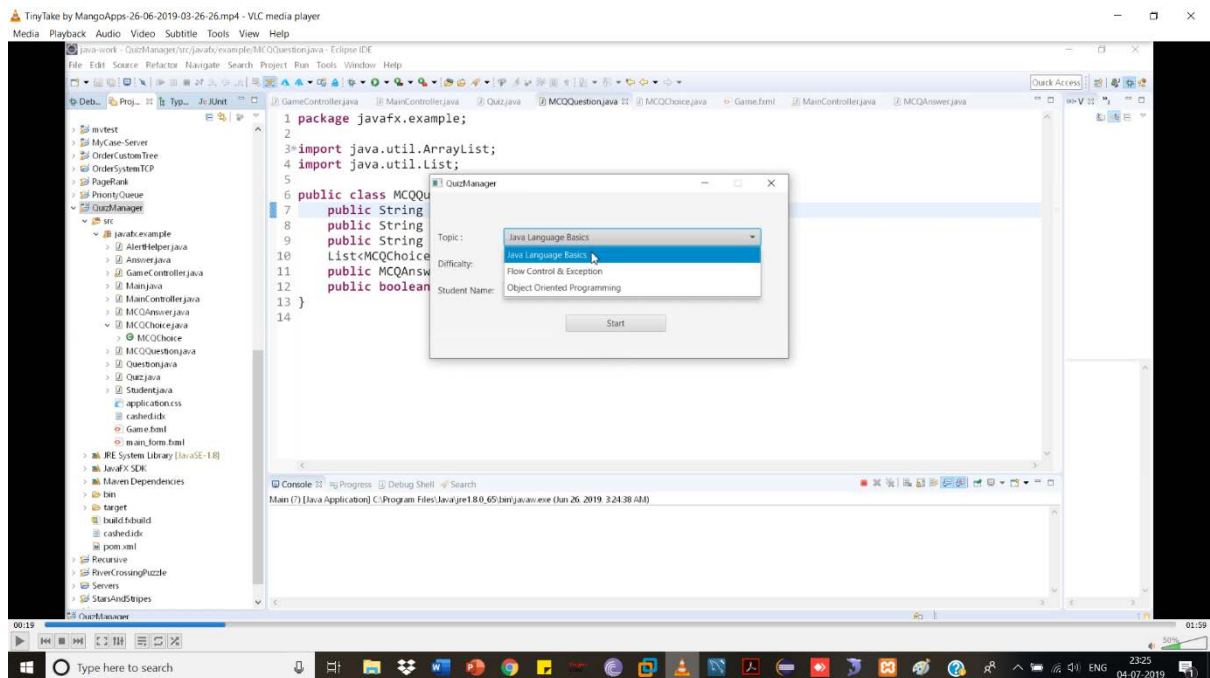 TinyTake by MangoApps-26-06-2019-03-26-26.mp4 - VLC media player
Media Playback Audio Video Subtitle Tools View Help
java-work - QuizManager/src/javafx/example/MCQQuestion.java - Eclipse IDE
File Edit Source Refactor Navigate Search Project Run Tools Window Help
Quick Access
Deb... Proj... Typ... JUnit
GameController.java MainController.java Quiz.java MCQQuestion.java MCQChoice.java Game.fxml MainController.java MCQAnswer.java
mvtest
MyCase-Server
OrderCustomTree
OrderSystemTCP
PageRank
PriorityQueue
QuizManager
src
javafx.example
AlertHelper.java
Answer.java
GameController.java
Main.java
MainController.java
MCQAnswer.java
MCQChoice.java
MCQChoice
MCQQuestion.java
Question.java
Quiz.java
Student.java
application.css
cashed.idx
Game.fxml
main_form.fxml
JRE System Library [JavaSE-1.8]
JavaFX SDK
Maven Dependencies
bin
target
build.fxbuild
cashed.idx
pom.xml
Recursive
RiverCrossingPuzzle
Servers
StarsAndStripes
QuizManager
1 package javafx.example;
2
3 import java.util.ArrayList;
4 import java.util.List;
5
6 public class MCQQu
7 public String
8 public String
9 public String
10 List<MCQChoice
11 public MCQAnsw
12 public boolean
13 }
14
QuizManager
Topic : Java Language Basics
Java Language Basics
Difficalty:
Flow Control & Exception
Student Name: Object Oriented Programming
Start
Console Progress Debug Shell Search
Main (7) [Java Application] C:\Program Files\Java\jre1.8.0_65\bin\javaw.exe (Jun 26, 2019, 3:24:38 AM)
00:19 01:59
50%
Type here to search
ENG
23:25
04-07-2019